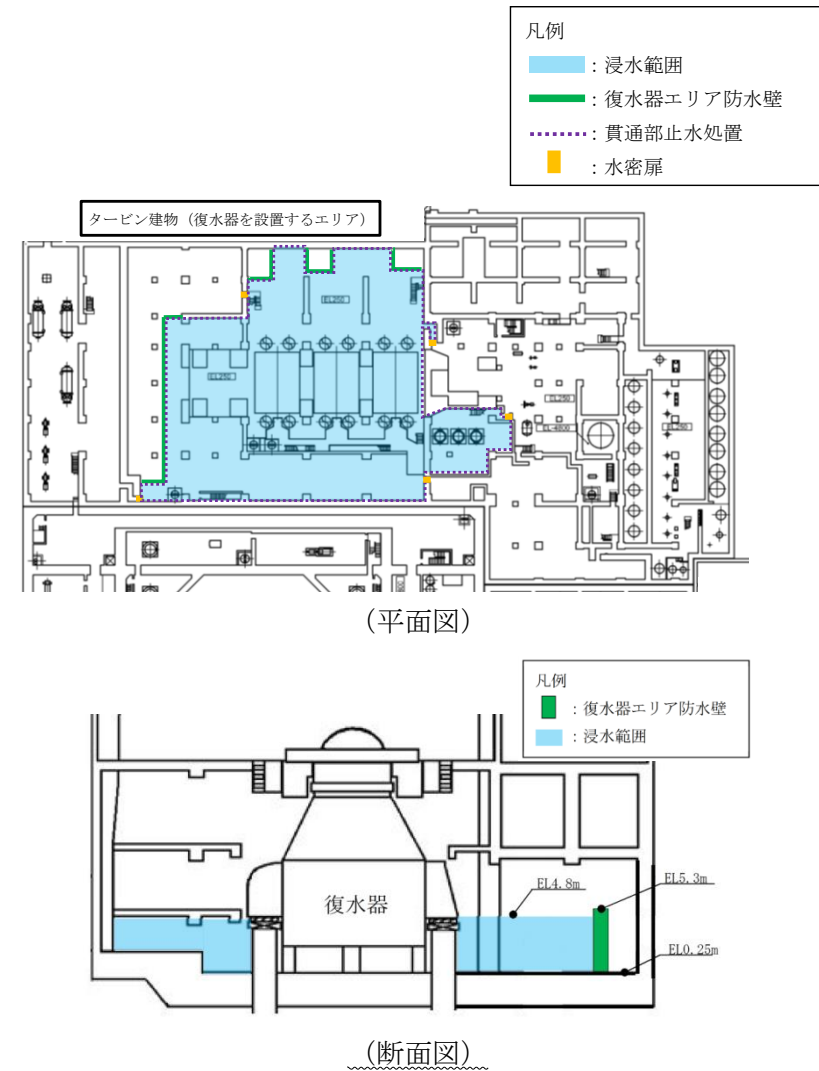 凡例
：浸水範囲
：復水器エリア防水壁
：貫通部止水処置
：水密扉
タービン建物（復水器を設置するエリア）
EL250
EL250
EL250
（平面図）
凡例
：復水器エリア防水壁
：浸水範囲
EL5.3m
EL4.8m
復水器
EL0.25m
（断面図）